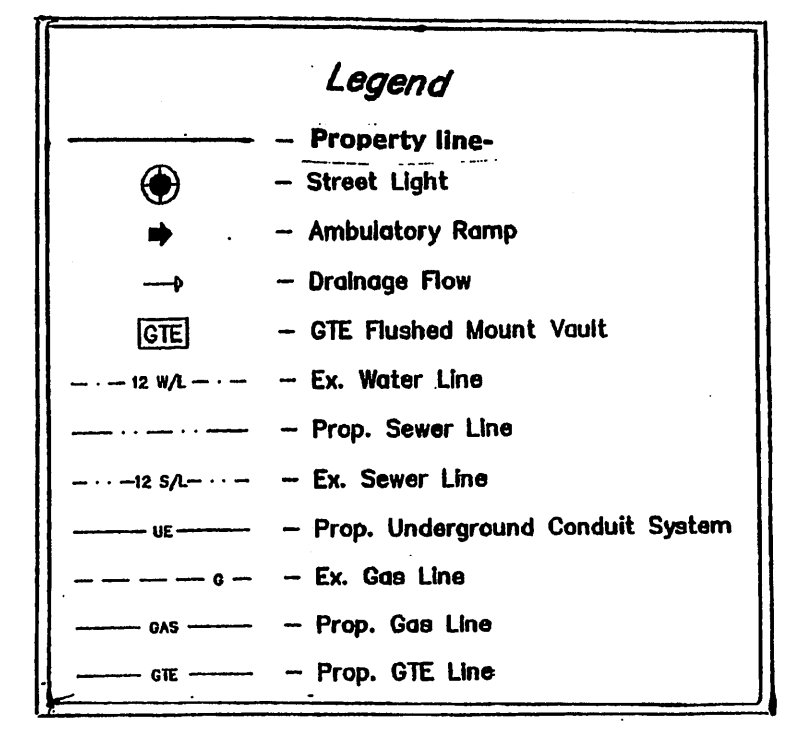 Legend
– Property line-
– Street Light
– Ambulatory Ramp
– Drainage Flow
GTE – GTE Flushed Mount Vault
12 W/L – Ex. Water Line
– Prop. Sewer Line
12 S/L – Ex. Sewer Line
UE – Prop. Underground Conduit System
G – Ex. Gas Line
GAS – Prop. Gas Line
GTE – Prop. GTE Line